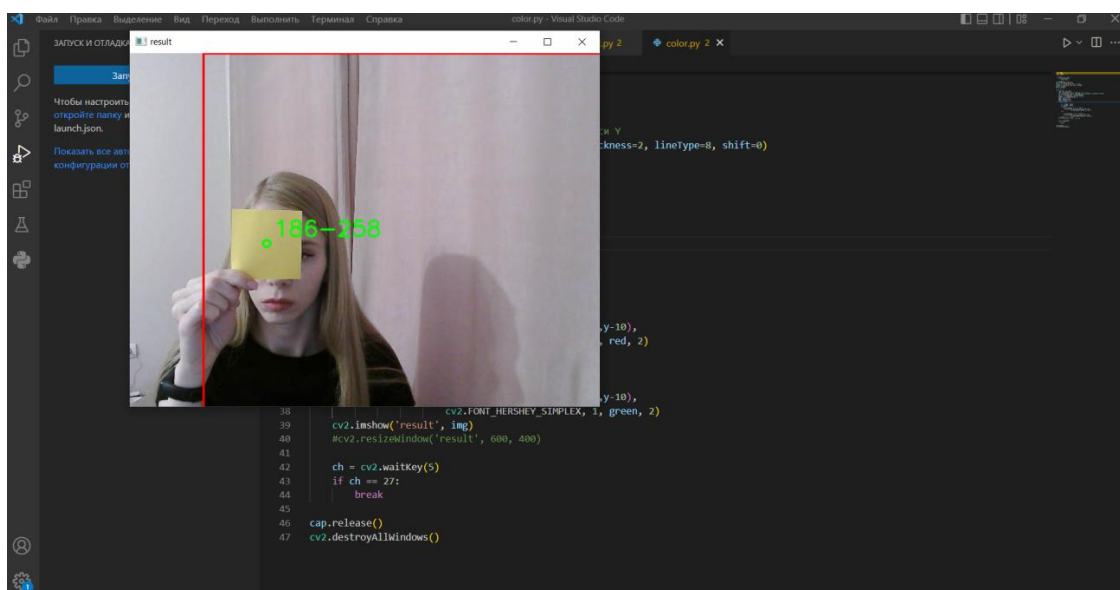 Файл Правка Выделение Вид Переход Выполнить Терминал Справка
color.py - Visual Studio Code
ЗАПУСК И ОТЛАДКА
result
.py 2
color.py 2
Чтобы настроить
откройте папку и
launch.json.
Показать все
конфигурации
си Y
kness=2, lineType=8, shift=0)
186-258
,y-10),
, red, 2)
,y-10),
38 cv2.FONT_HERSHEY_SIMPLEX, 1, green, 2)
39 cv2.imshow('result', img)
40 #cv2.resizeWindow('result', 600, 400)
41
42 ch = cv2.waitKey(5)
43 if ch == 27:
44 break
45
46 cap.release()
47 cv2.destroyAllWindows()
1